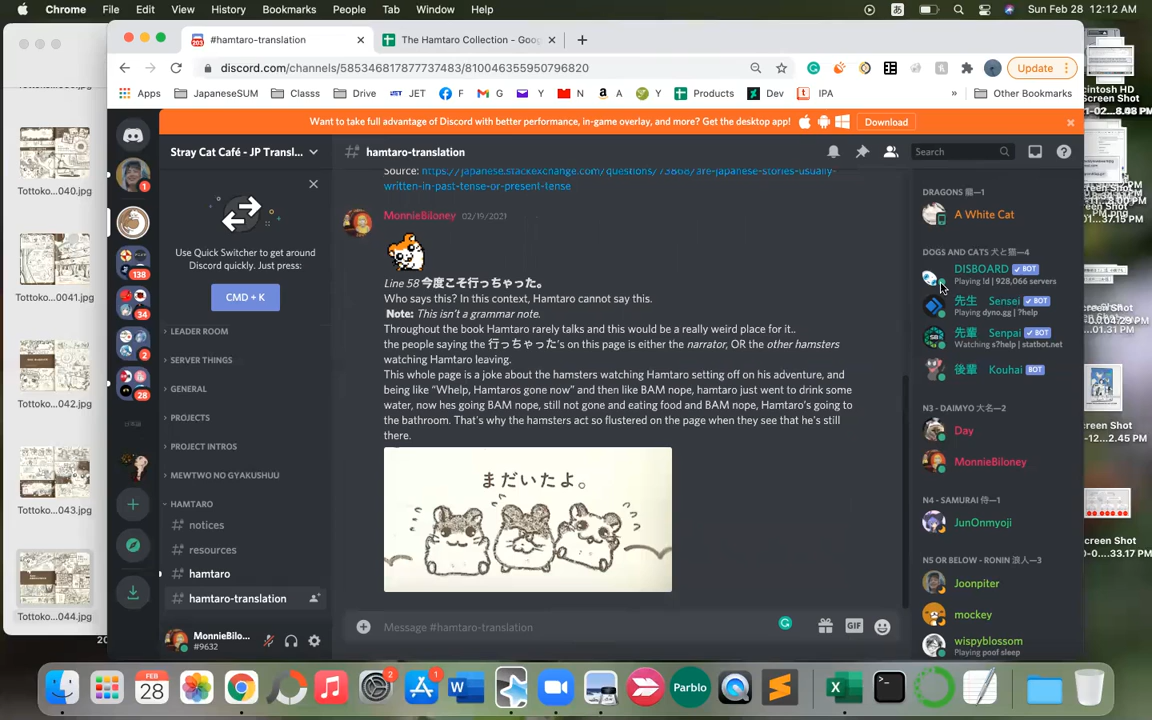 Chrome File Edit View History Bookmarks People Tab Window Help
あ
Sun Feb 28 12:12 AM
#hamtaro-translation
The Hamtaro Collection - Goo
discord.com/channels/585346817877737483/810046355950796820
Update
Apps JapaneseSUM Classs Drive JET F G Y N A Y Products Dev IPA
Other Bookmarks
Want to take full advantage of Discord with better performance, in-game overlay, and more? Get the desktop app!
Download
Stray Cat Café - JP Transl...
hamtaro-translation
Search
Use Quick Switcher to get around
Discord quickly. Just press:
CMD + K
LEADER ROOM
SERVER THINGS
GENERAL
PROJECTS
PROJECT INTROS
MEWTWO NO GYAKUSHUU
HAMTARO
notices
resources
hamtaro
hamtaro-translation
MonnieBilo...
#9632
1
138
34
2
28
Source: https://japanese.stackexchange.com/questions/73868/are-japanese-stories-usually-
written-in-past-tense-or-present-tense
MonnieBiloney 02/19/2021
Line 58 今度こそ行っちゃった。
Who says this? In this context, Hamtaro cannot say this.
Note: This isn't a grammar note.
Throughout the book Hamtaro rarely talks and this would be a really weird place for it..
the people saying the 行っちゃった's on this page is either the narrator, OR the other hamsters
watching Hamtaro leaving.
This whole page is a joke about the hamsters watching Hamtaro setting off on his adventure, and
being like "Whelp, Hamtaros gone now" and then like BAM nope, hamtaro just went to drink some
water, now hes going BAM nope, still not gone and eating food and BAM nope, Hamtaro's going to
the bathroom. That's why the hamsters act so flustered on the page when they see that he's still
there.
まだいたよ。
Message #hamtaro-translation
GIF
DRAGONS 龍—1
A White Cat
DOGS AND CATS 犬と猫—4
DISBOARD BOT
Playing !d | 928,066 servers
先生 Sensei BOT
Playing dyno.gg | ?help
先輩 Senpai BOT
Watching s?help | statbot.net
後輩 Kouhai BOT
N3 - DAIMYO 大名—2
Day
MonnieBiloney
N4 - SAMURAI 侍—1
JunOnmyoji
N5 OR BELOW - RONIN 浪人—3
Joonpiter
mockey
wispyblossom
Playing poof sleep
Tottoko...040.jpg
Tottok...0041.jpg
Tottoko...042.jpg
Tottoko...043.jpg
Tottoko...044.jpg
FEB
28
2
1
Parblo